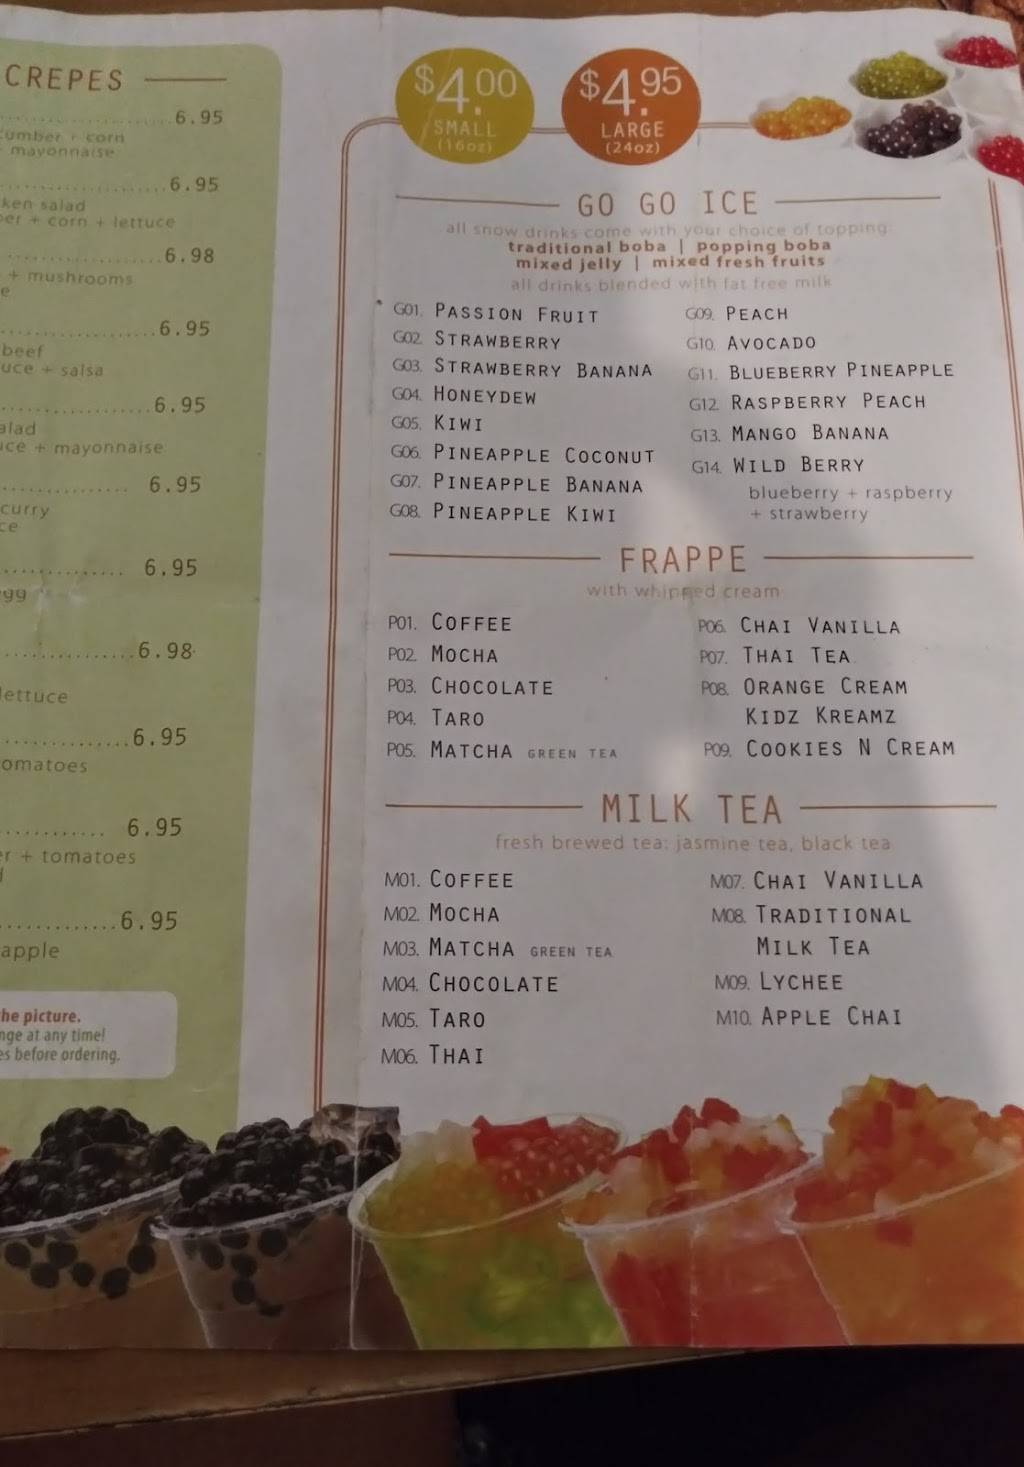 CREPES
6.95
cumber + corn
mayonnaise
6.95
ken salad
er + corn + lettuce
6.98
+ mushrooms
e
6.95
beef
uce + salsa
6.95
alad
uce + mayonnaise
6.95
curry
ce
6.95
gg
6.98
lettuce
6.95
omatoes
6.95
er + tomatoes
6.95
apple
he picture.
nge at any time!
es before ordering.
$4.00
SMALL
(16oz)
$4.95
LARGE
(24oz)
GO GO ICE
all snow drinks come with your choice of topping:
traditional boba | popping boba
mixed jelly | mixed fresh fruits
all drinks blended with fat free milk
G01. PASSION FRUIT
G02. STRAWBERRY
G03. STRAWBERRY BANANA
G04. HONEYDEW
G05. KIWI
G06. PINEAPPLE COCONUT
G07. PINEAPPLE BANANA
G08. PINEAPPLE KIWI
G09. PEACH
G10. AVOCADO
G11. BLUEBERRY PINEAPPLE
G12. RASPBERRY PEACH
G13. MANGO BANANA
G14. WILD BERRY
blueberry + raspberry
+ strawberry
FRAPPE
with whipped cream
P01. COFFEE
P02. MOCHA
P03. CHOCOLATE
P04. TARO
P05. MATCHA GREEN TEA
P06. CHAI VANILLA
P07. THAI TEA
P08. ORANGE CREAM
KIDZ KREAMZ
P09. COOKIES N CREAM
MILK TEA
fresh brewed tea: jasmine tea, black tea
M01. COFFEE
M02. MOCHA
M03. MATCHA GREEN TEA
M04. CHOCOLATE
M05. TARO
M06. THAI
M07. CHAI VANILLA
M08. TRADITIONAL
MILK TEA
M09. LYCHEE
M10. APPLE CHAI